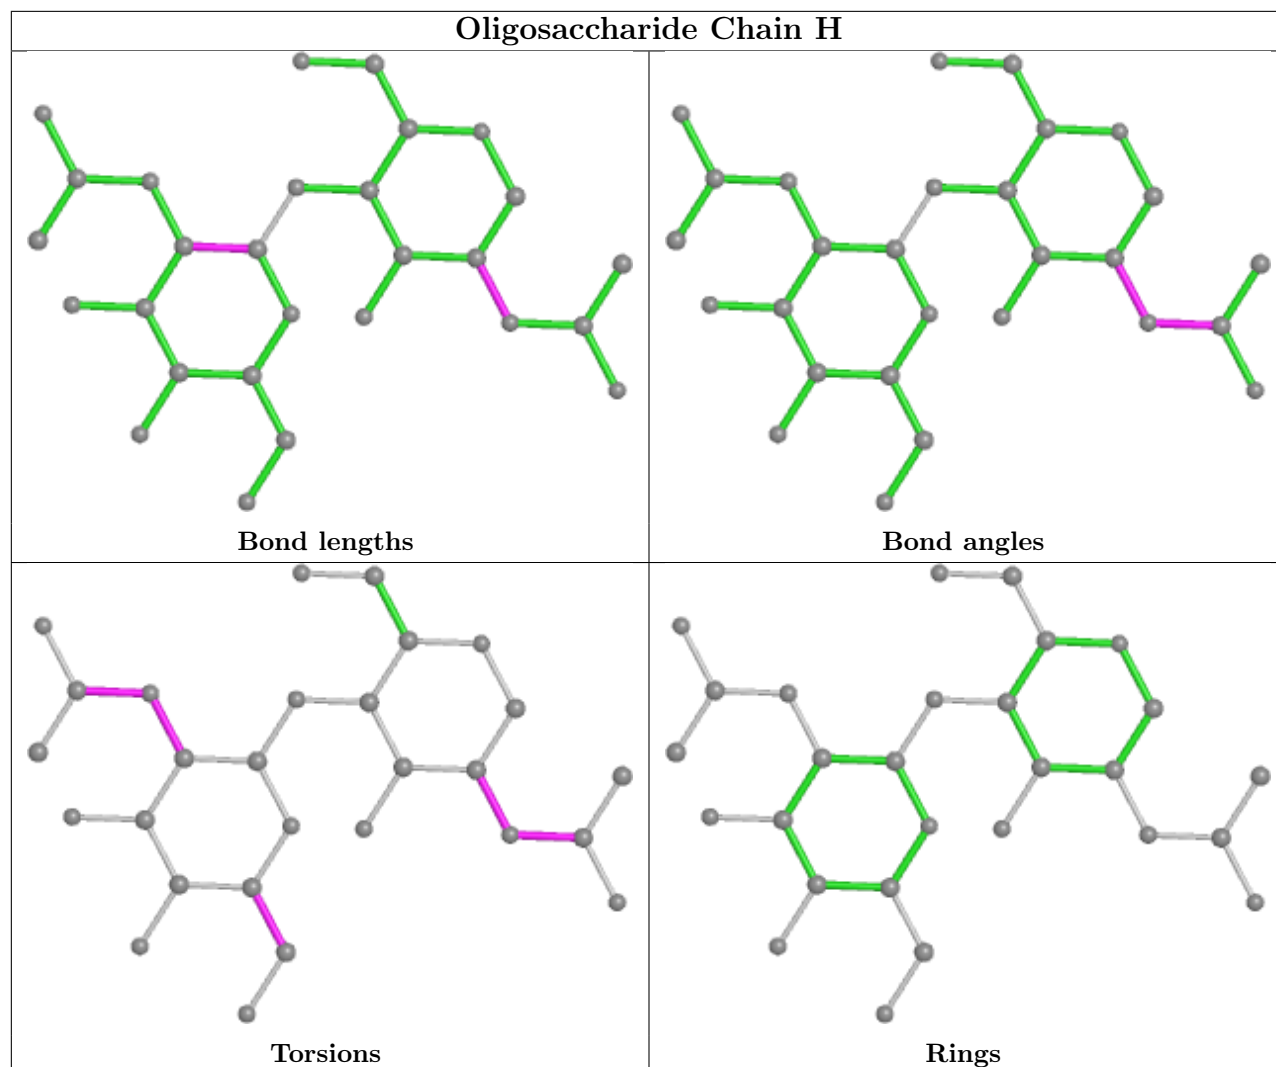 Oligosaccharide Chain H
Bond lengths
Bond angles
Torsions
Rings